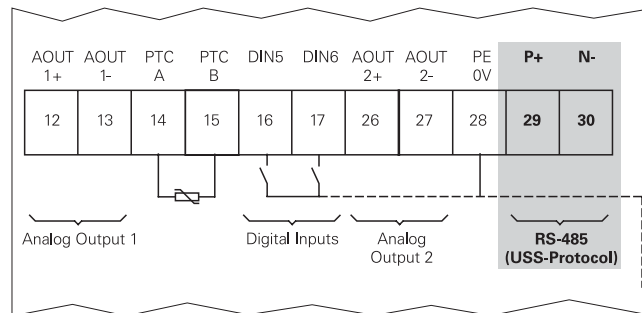 AOUT AOUT PTC PTC DIN5 DIN6 AOUT AOUT PE P+ N-
1+ 1- A B 2+ 2- 0V
12 13 14 15 16 17 26 27 28 29 30
Analog Output 1 Digital Inputs Analog RS-485
Output 2 (USS-Protocol)